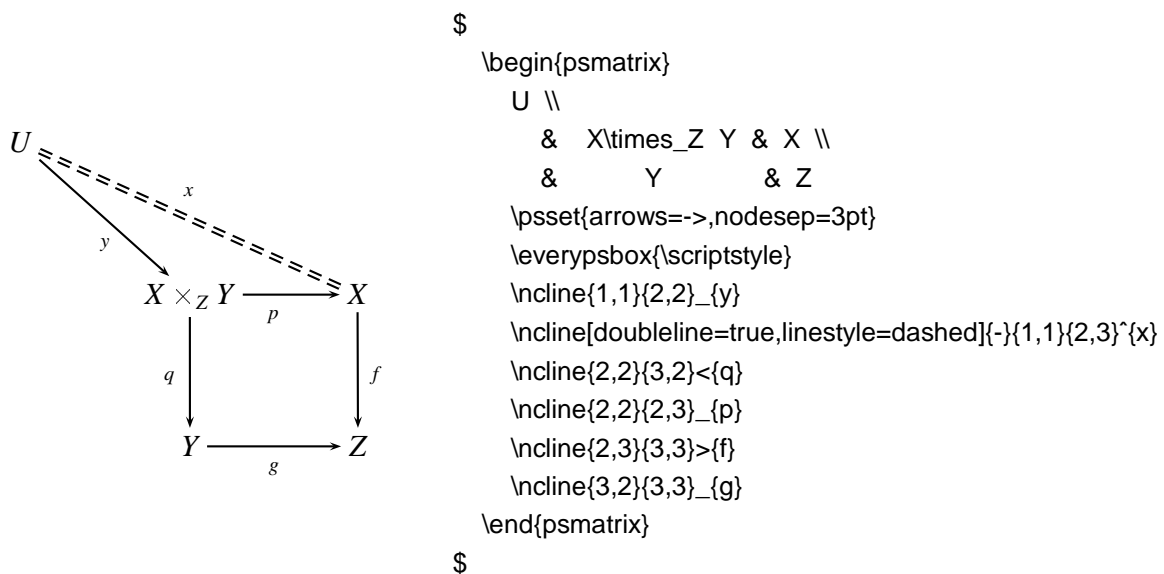 U
x
y
X ×_Z Y
p
X
q
f
Y
g
Z
$
\begin{psmatrix}
U \\
& X\times_Z Y & X \\
& Y & Z
\psset{arrows=->,nodesep=3pt}
\everypsbox{\scriptstyle}
\ncline{1,1}{2,2}_{y}
\ncline[doubleline=true,linestyle=dashed]{-}{1,1}{2,3}^{x}
\ncline{2,2}{3,2}<{q}
\ncline{2,2}{2,3}_{p}
\ncline{2,3}{3,3}>{f}
\ncline{3,2}{3,3}_{g}
\end{psmatrix}
$